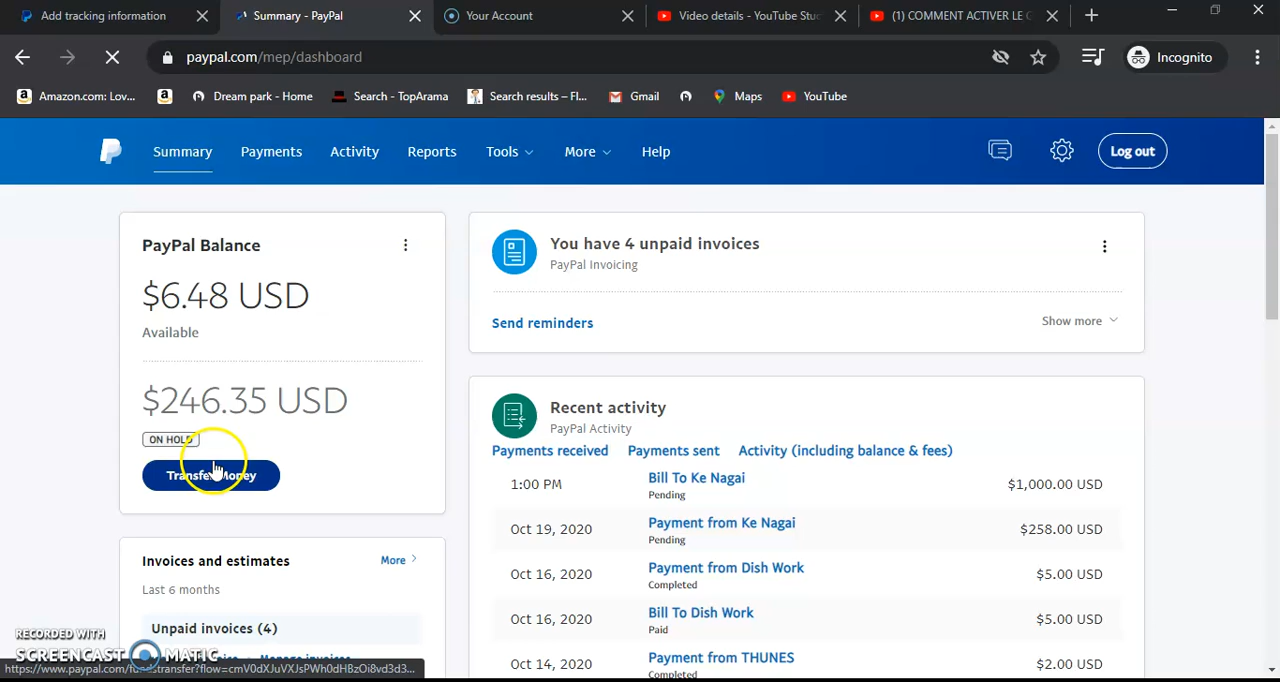 Add tracking information
Summary - PayPal
Your Account
Video details - YouTube Stu
(1) COMMENT ACTIVER LE
paypal.com/mep/dashboard
Incognito
Amazon.com: Lov...
Dream park - Home
Search - TopArama
Search results – Fl...
Gmail
Maps
YouTube
Summary
Payments
Activity
Reports
Tools
More
Help
Log out
PayPal Balance
$6.48 USD
Available
$246.35 USD
ON HOLD
Transfer Money
You have 4 unpaid invoices
PayPal Invoicing
Send reminders
Show more
Recent activity
PayPal Activity
Payments received
Payments sent
Activity (including balance & fees)
1:00 PM Bill To Ke Nagai $1,000.00 USD
Pending
Oct 19, 2020 Payment from Ke Nagai $258.00 USD
Pending
Oct 16, 2020 Payment from Dish Work $5.00 USD
Completed
Oct 16, 2020 Bill To Dish Work $5.00 USD
Paid
Oct 14, 2020 Payment from THUNES $2.00 USD
Completed
Invoices and estimates
More
Last 6 months
Unpaid invoices (4)
RECORDED WITH
SCREENCAST MATIC